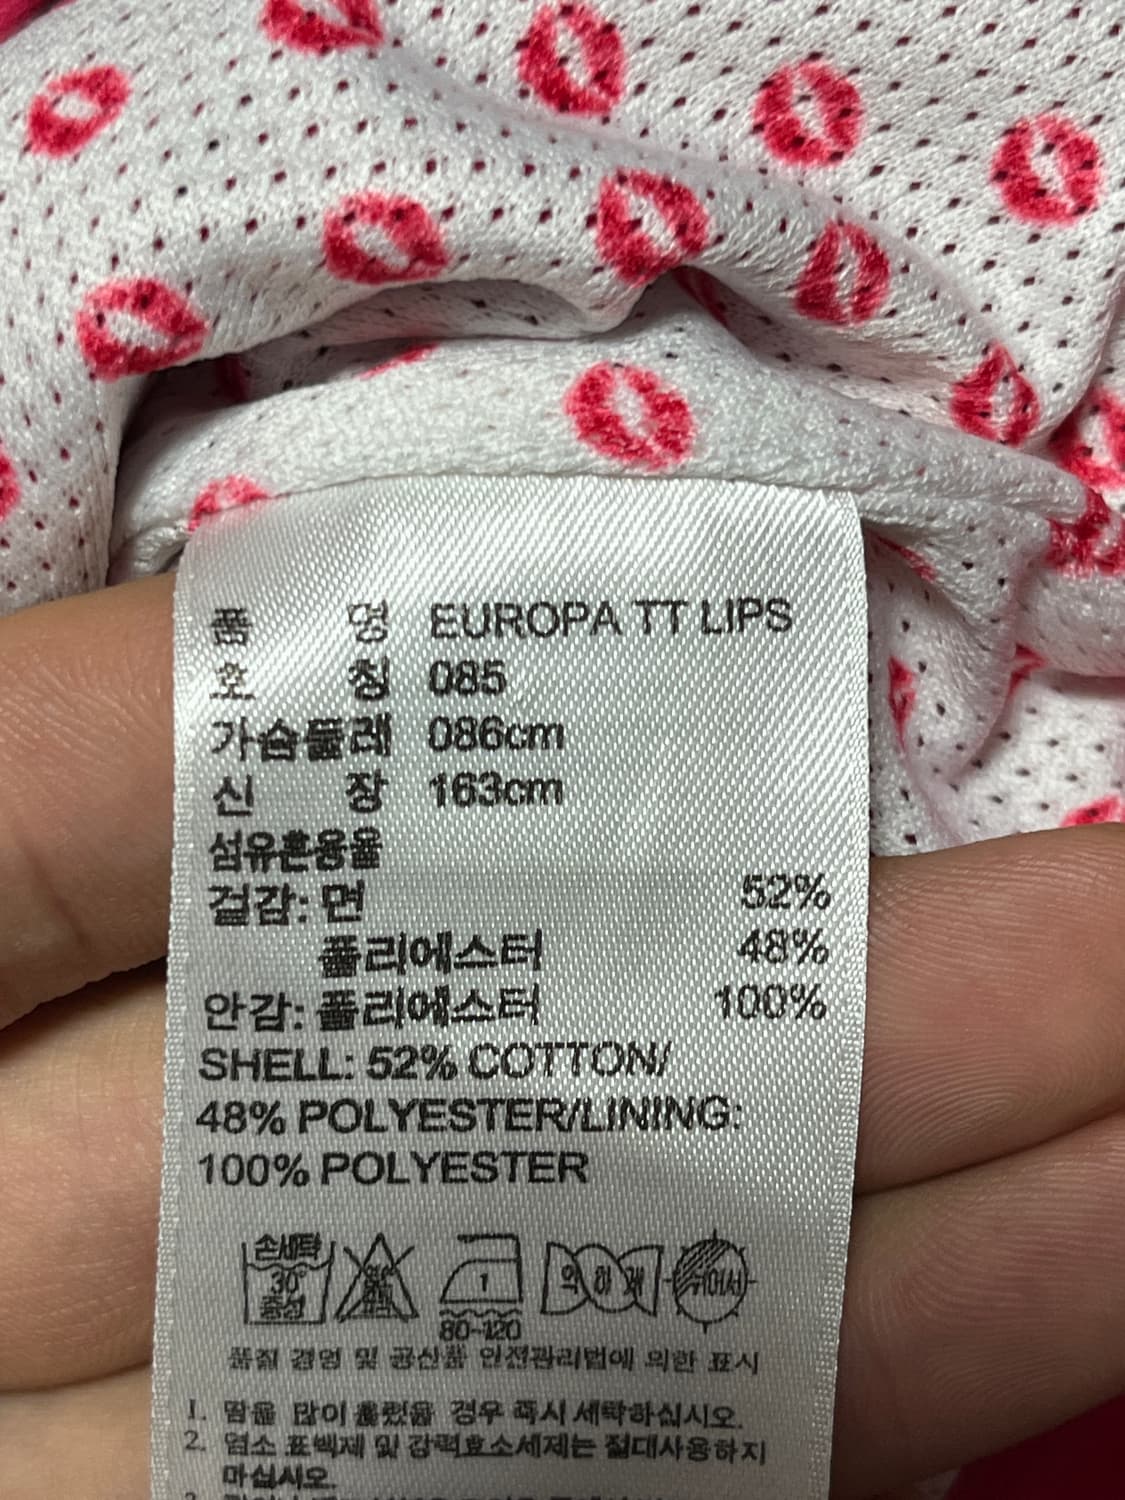 품 명 EUROPA TT LIPS
호 칭 085
가슴둘레 086cm
신 장 163cm
섬유혼용율
겉감: 면 52%
폴리에스터 48%
안감: 폴리에스터 100%
SHELL: 52% COTTON/
48% POLYESTER/LINING:
100% POLYESTER
손세탁 30° 중성
1 80~120
약하게
뉘어서
품질 경영 및 공산품 안전관리법에 의한 표시
1. 땀을 많이 흘렸을 경우 즉시 세탁하십시오.
2. 염소 표백제 및 강력효소세제는 절대사용하지
마십시오.